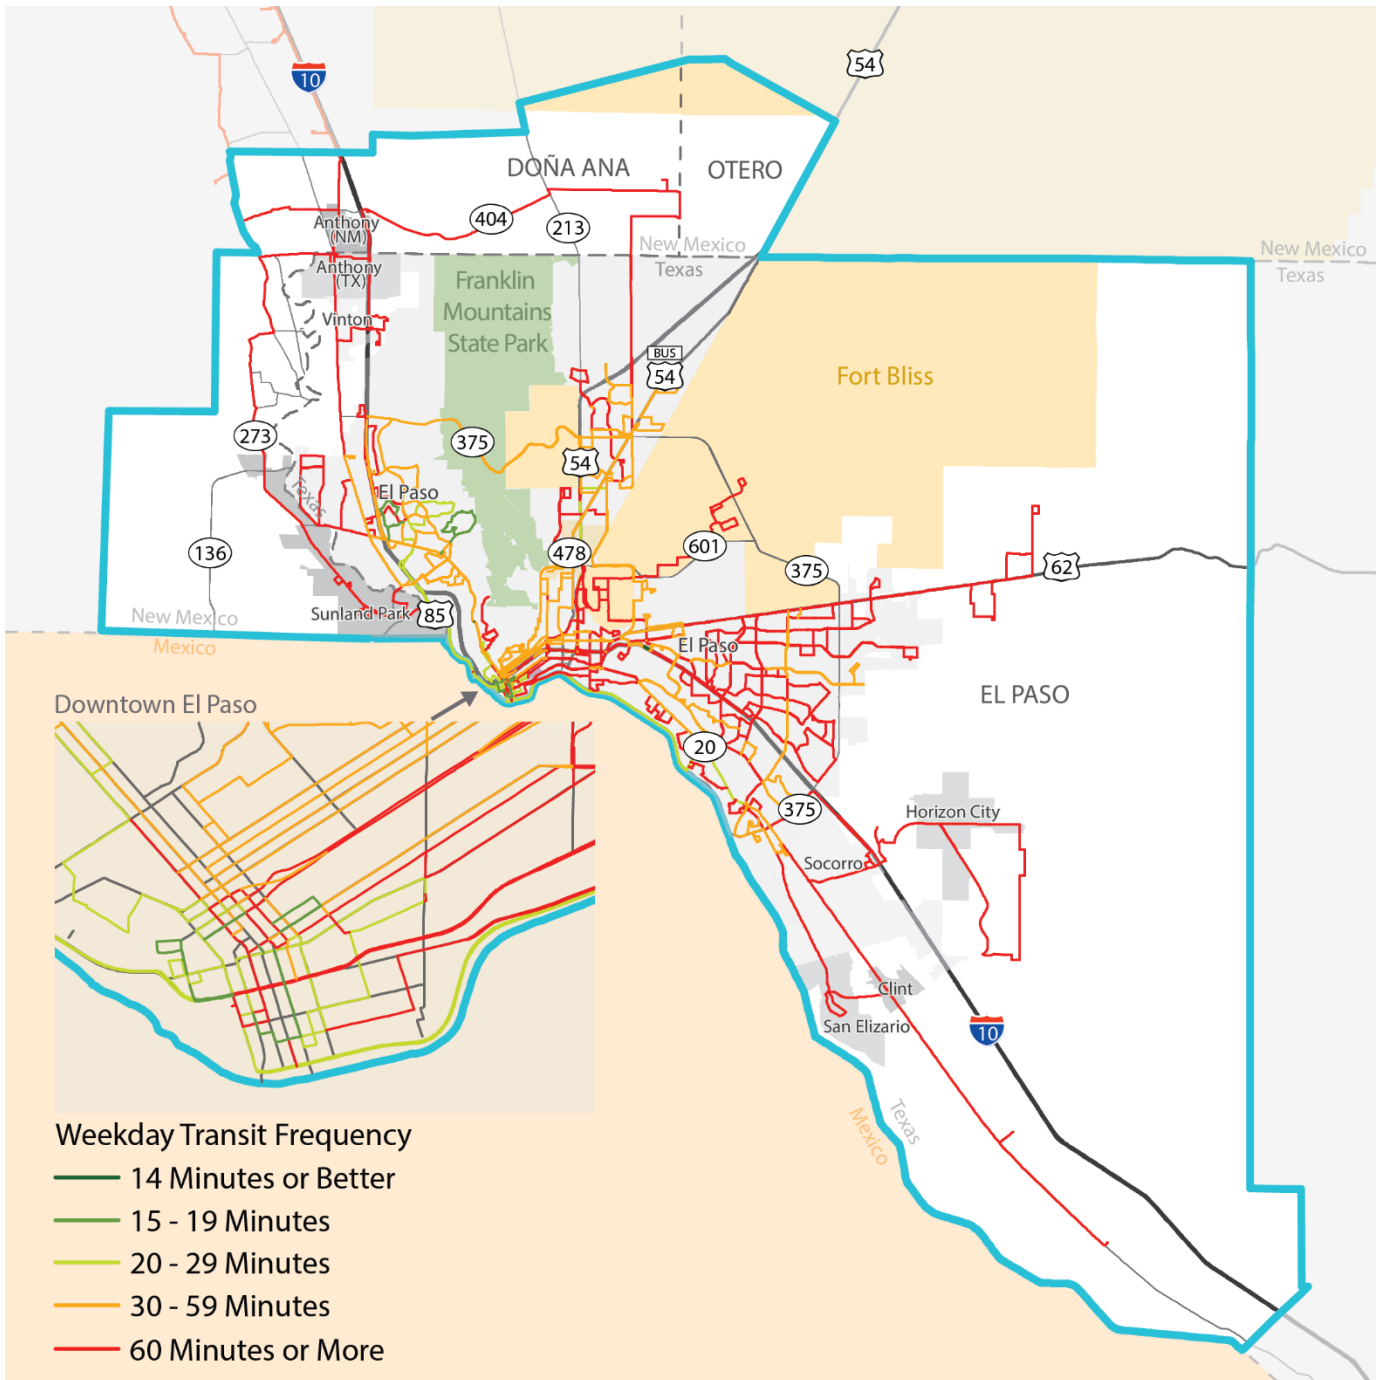 54
10
DOÑA ANA
OTERO
404
213
Anthony
(NM)
New Mexico
Texas
New Mexico
Texas
Anthony
(TX)
Franklin
Mountains
State Park
Vinton
BUS
54
Fort Bliss
273
375
54
El Paso
Texas
136
478
601
375
62
Sunland Park
85
New Mexico
Mexico
El Paso
EL PASO
Downtown El Paso
20
375
Horizon City
Socorro
Clint
San Elizario
10
Texas
Mexico
Weekday Transit Frequency
14 Minutes or Better
15 - 19 Minutes
20 - 29 Minutes
30 - 59 Minutes
60 Minutes or More